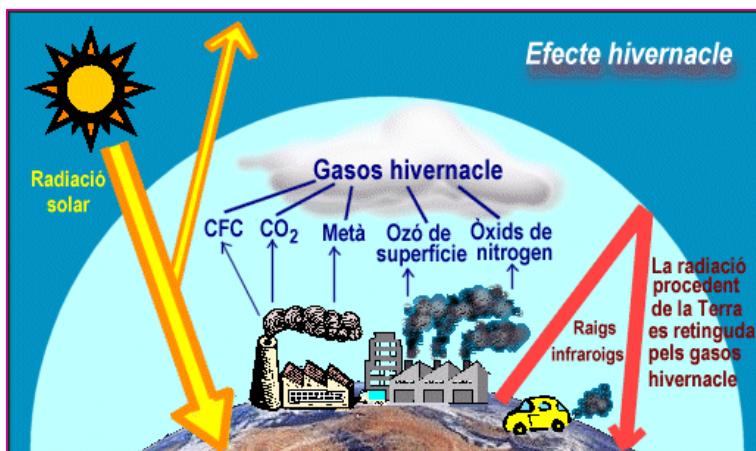 Efecte hivernacle
Radiació
solar
Gasos hivernacle
CFC
CO₂
Metà
Ozó de
superfície
Òxids de
nitrogen
Raigs
infraroigs
La radiació
procedent
de la Terra
es retinguda
pels gasos
hivernacle